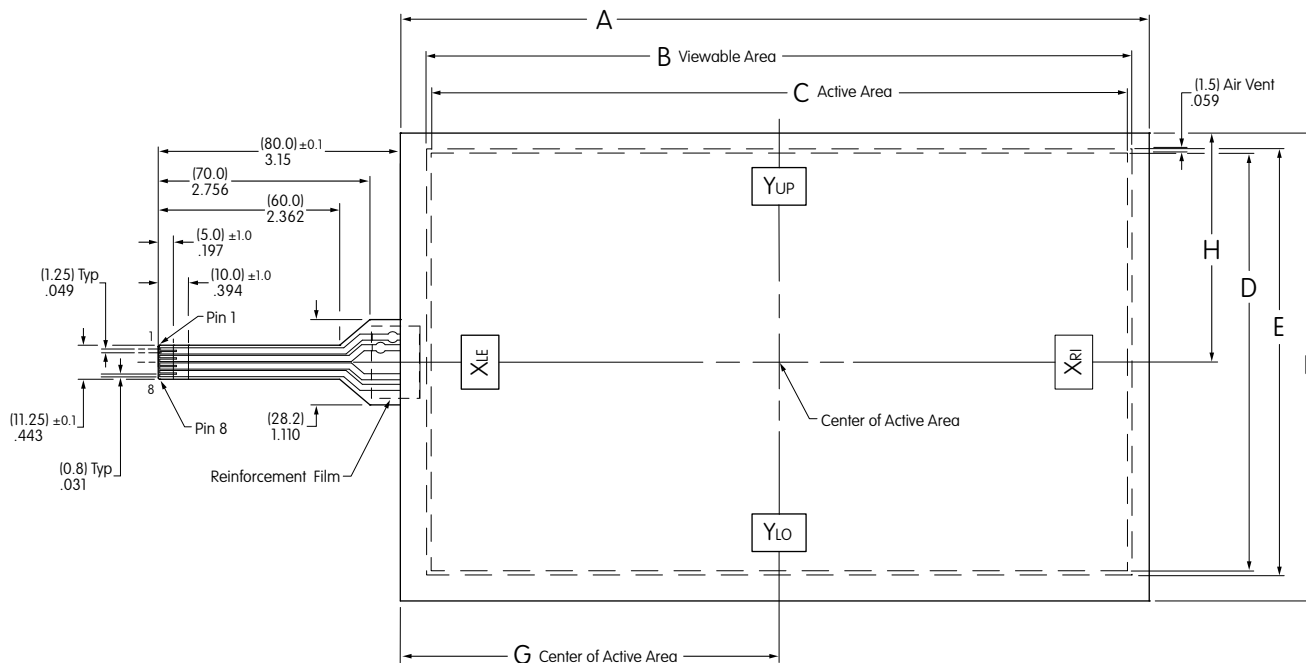 A
B Viewable Area
C Active Area
(1.5) Air Vent
.059
(80.0) ±0.1
3.15
(70.0)
2.756
(60.0)
2.362
(5.0) ±1.0
.197
(10.0) ±1.0
.394
(1.25) Typ
.049
Pin 1
1
8
Pin 8
(11.25) ±0.1
.443
(0.8) Typ
.031
(28.2)
1.110
Reinforcement Film
YUP
XLE
XRI
YLO
Center of Active Area
H
D
E
G Center of Active Area